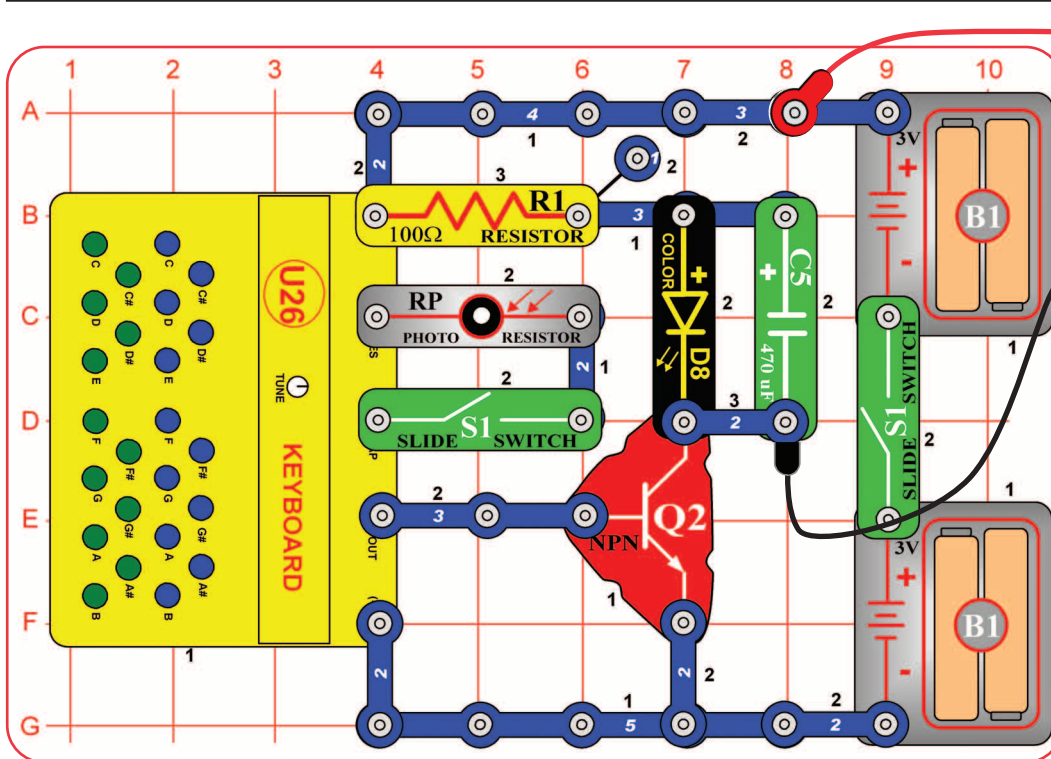 1 2 3 4 5 6 7 8 9 10
A
4
3
1
2
3V
+
2
2
3
1
2
B
R1
100Ω
RESISTOR
3
1
COLOR
+
D8
2
+
C5
470 uF
2
B1
-
1
C
2
RP
PHOTO RESISTOR
2
1
D
2
S1
SLIDE SWITCH
3
2
S1
SLIDE SWITCH
2
E
2
3
OUT
NPN
Q2
1
1
3V
+
B1
-
F
2
2
2
G
1
5
2
2
U26
TUNE
KEYBOARD
1
C C
C# C#
D D
D# D#
E E
F F
F# F#
G G
G# G#
A A
A# A#
B B